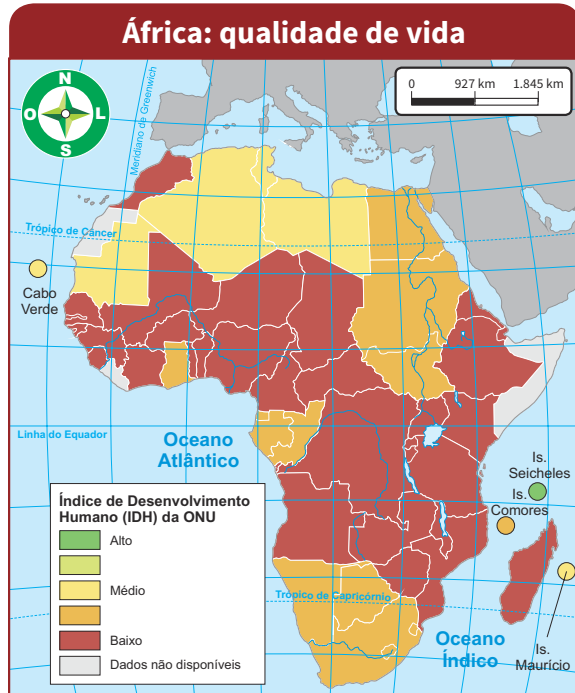 África: qualidade de vida
N
O
L
S
Meridiano de Greenwich
0 927 km 1.845 km
Trópico de Câncer
Cabo
Verde
Linha do Equador
Oceano
Atlântico
Is.
Seicheles
Is.
Comores
Índice de Desenvolvimento
Humano (IDH) da ONU
Alto
Médio
Baixo
Dados não disponíveis
Trópico de Capricórnio
Oceano
Índico
Is.
Maurício